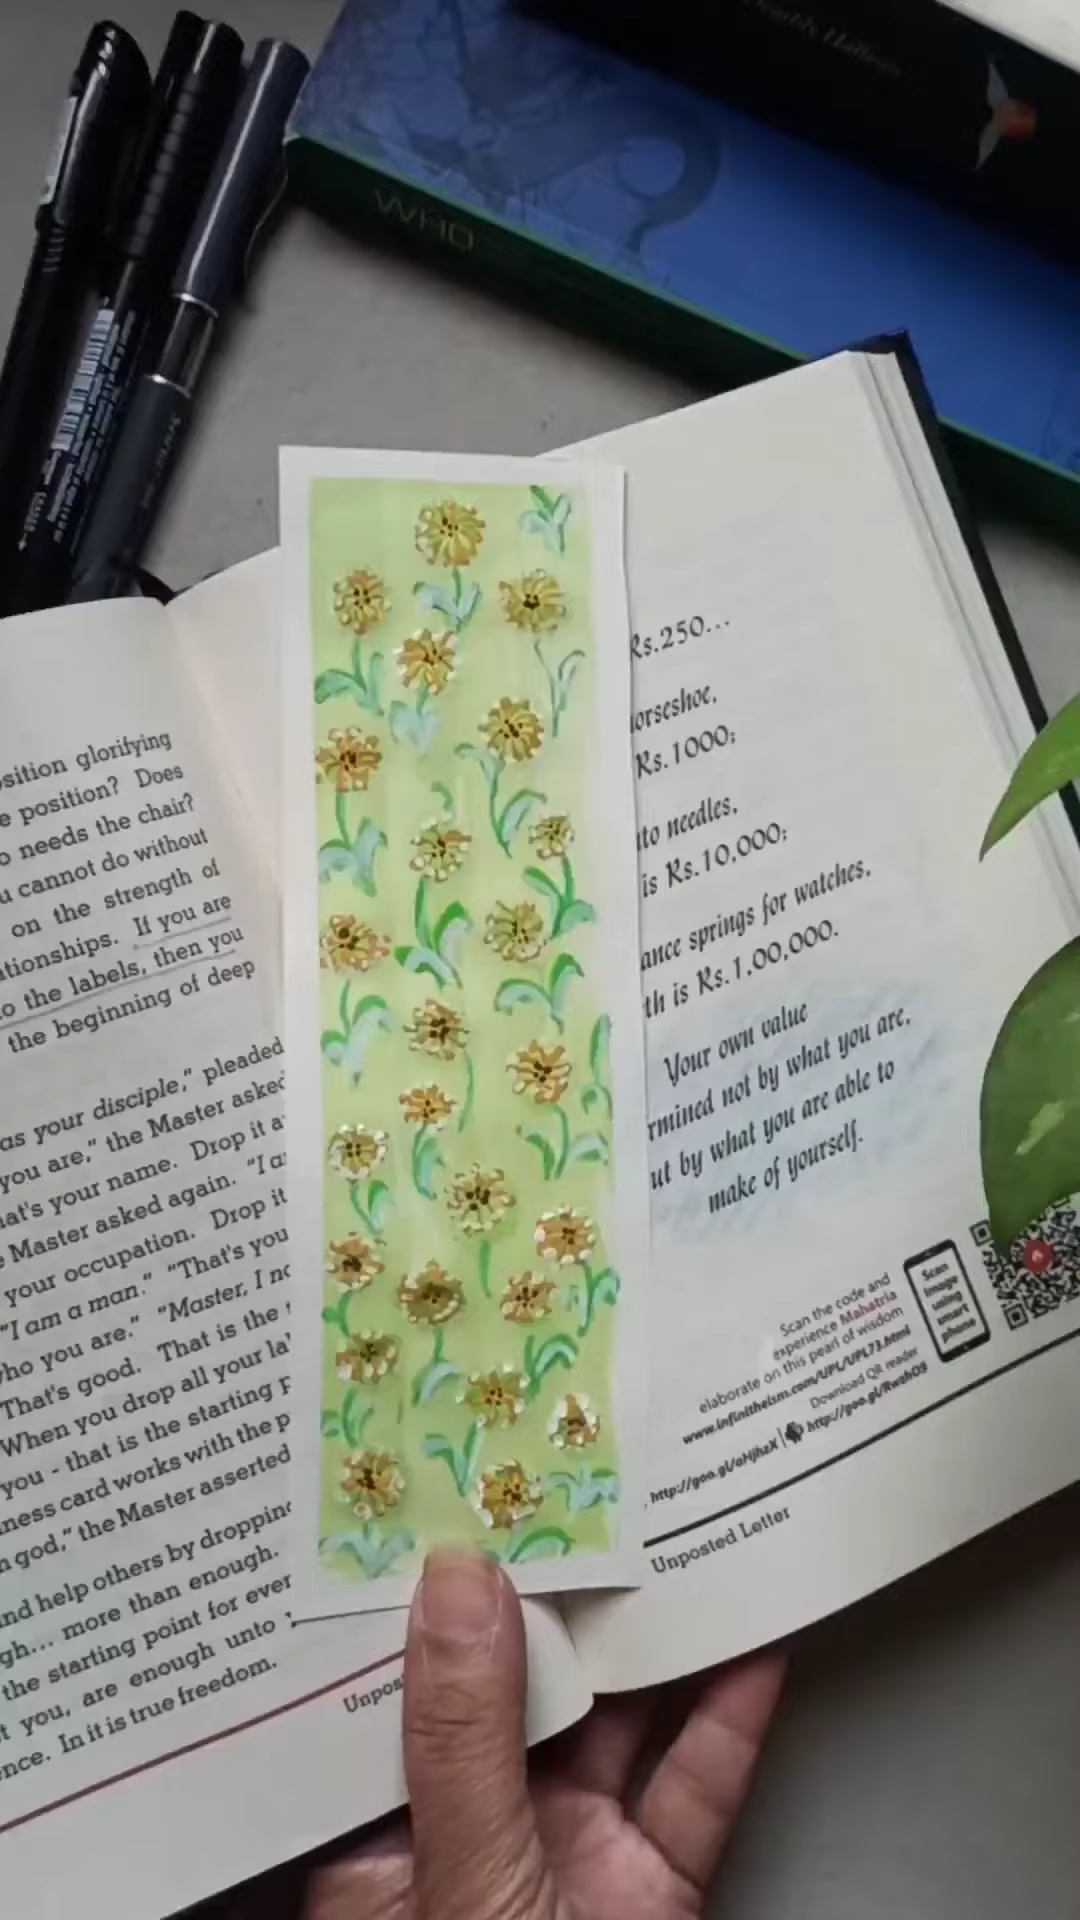 Doubly Halfren
WHO
sition glorifying
e position? Does
o needs the chair?
u cannot do without
on the strength of
ationships. If you are
o the labels, then you
the beginning of deep
as your disciple," pleaded
you are," the Master asked
nat's your name. Drop it a
e Master asked again. "I a
your occupation. Drop it
"I am a man." "That's you
who you are." "Master, I no
That's good. That is the
When you drop all your la
you - that is the starting p
ness card works with the p
n god," the Master asserted
and help others by dropping
gh... more than enough.
the starting point for ever
t you, are enough unto y
ence. In it is true freedom.
Unpos
Rs.250...
orseshoe,
Rs.1000;
to needles,
is Rs.10,000;
ance springs for watches,
th is Rs.1,00,000.
Your own value
rmined not by what you are,
ut by what you are able to
make of yourself.
Scan the code and
experience Mahatria
elaborate on this pearl of wisdom
www.infinitheism.com/UPL/UPL73.html
Download QR reader
http://goo.gl/aHjhzX | http://goo.gl/RwzhOS
Scan
image
using
smart
phone
Unposted Letter